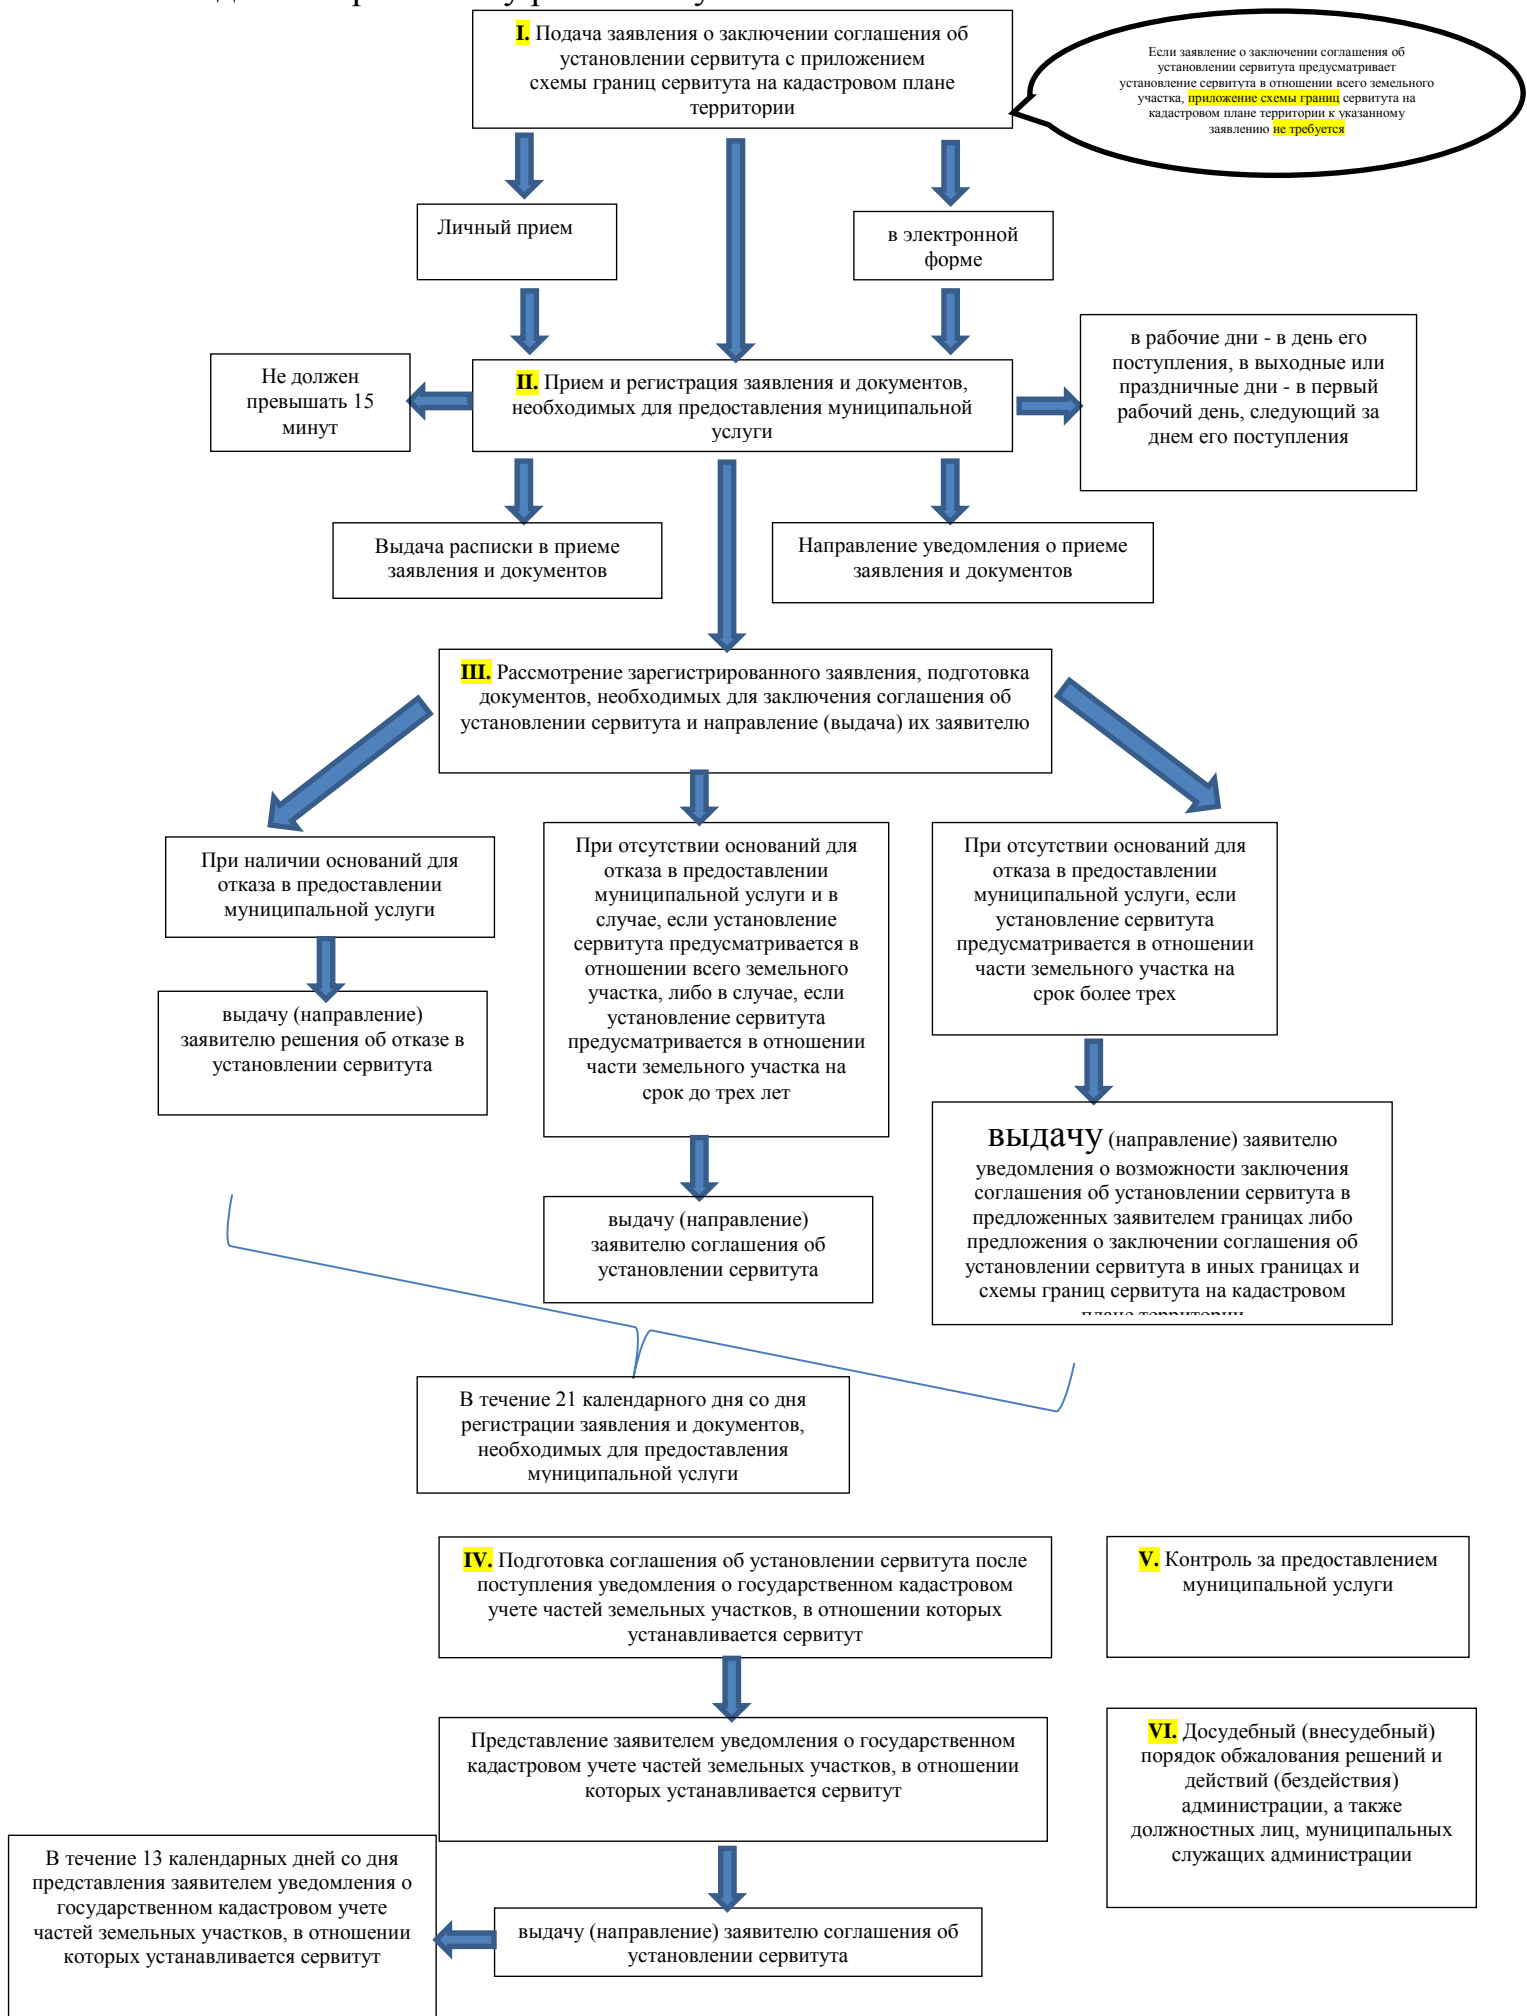 I. Подача заявления о заключении соглашения об
установлении сервитута с приложением
схемы границ сервитута на кадастровом плане
территории
Если заявление о заключении соглашения об
установлении сервитута предусматривает
установление сервитута в отношении всего земельного
участка, приложение схемы границ сервитута на
кадастровом плане территории к указанному
заявлению не требуется
Личный прием
в электронной
форме
Не должен
превышать 15
минут
II. Прием и регистрация заявления и документов,
необходимых для предоставления муниципальной
услуги
в рабочие дни - в день его
поступления, в выходные или
праздничные дни - в первый
рабочий день, следующий за
днем его поступления
Выдача расписки в приеме
заявления и документов
Направление уведомления о приеме
заявления и документов
III. Рассмотрение зарегистрированного заявления, подготовка
документов, необходимых для заключения соглашения об
установлении сервитута и направление (выдача) их заявителю
При наличии оснований для
отказа в предоставлении
муниципальной услуги
При отсутствии оснований для
отказа в предоставлении
муниципальной услуги и в
случае, если установление
сервитута предусматривается в
отношении всего земельного
участка, либо в случае, если
установление сервитута
предусматривается в отношении
части земельного участка на
срок до трех лет
При отсутствии оснований для
отказа в предоставлении
муниципальной услуги, если
установление сервитута
предусматривается в отношении
части земельного участка на
срок более трех
выдачу (направление)
заявителю решения об отказе в
установлении сервитута
выдачу (направление)
заявителю соглашения об
установлении сервитута
выдачу (направление) заявителю
уведомления о возможности заключения
соглашения об установлении сервитута в
предложенных заявителем границах либо
предложения о заключении соглашения об
установлении сервитута в иных границах и
схемы границ сервитута на кадастровом
плане территории
В течение 21 календарного дня со дня
регистрации заявления и документов,
необходимых для предоставления
муниципальной услуги
IV. Подготовка соглашения об установлении сервитута после
поступления уведомления о государственном кадастровом
учете частей земельных участков, в отношении которых
устанавливается сервитут
V. Контроль за предоставлением
муниципальной услуги
Представление заявителем уведомления о государственном
кадастровом учете частей земельных участков, в отношении
которых устанавливается сервитут
VI. Досудебный (внесудебный)
порядок обжалования решений и
действий (бездействия)
администрации, а также
должностных лиц, муниципальных
служащих администрации
В течение 13 календарных дней со дня
представления заявителем уведомления о
государственном кадастровом учете
частей земельных участков, в отношении
которых устанавливается сервитут
выдачу (направление) заявителю соглашения об
установлении сервитута